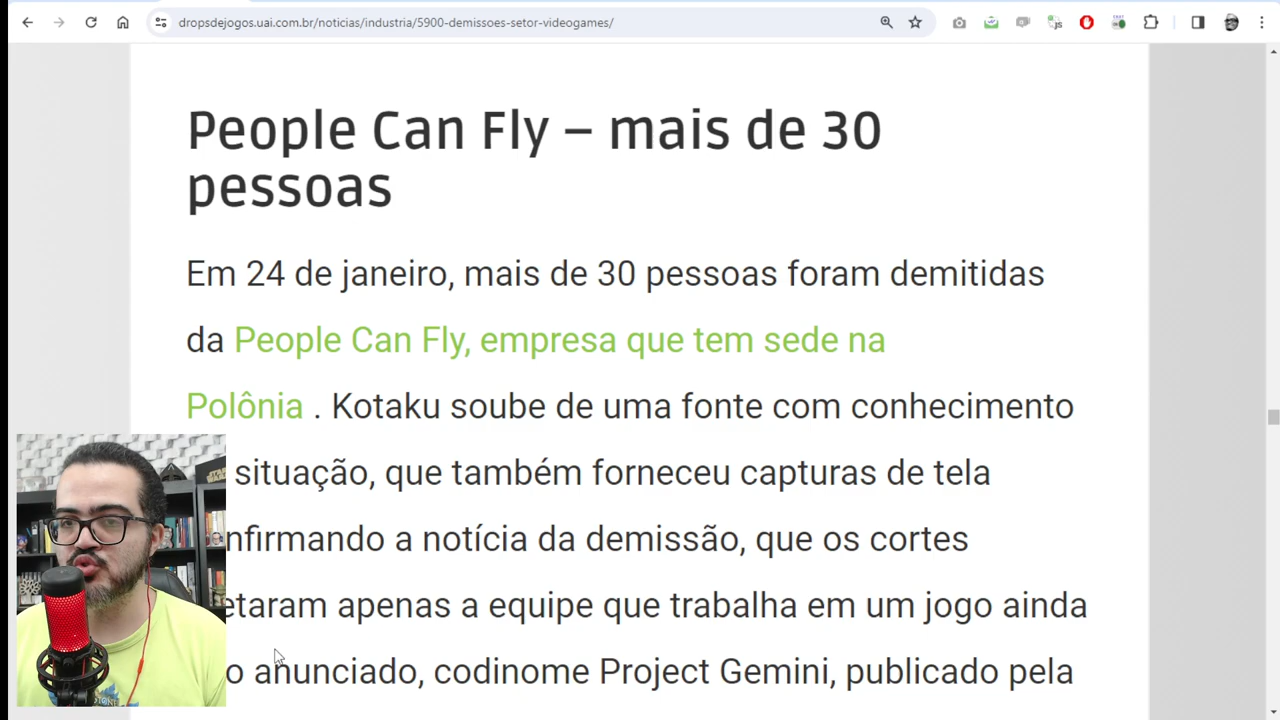 dropsdejogos.uai.com.br/noticias/industria/5900-demissoes-setor-videogames/
People Can Fly – mais de 30
pessoas
Em 24 de janeiro, mais de 30 pessoas foram demitidas
da People Can Fly, empresa que tem sede na
Polônia . Kotaku soube de uma fonte com conhecimento
situação, que também forneceu capturas de tela
nfirmando a notícia da demissão, que os cortes
etaram apenas a equipe que trabalha em um jogo ainda
o anunciado, codinome Project Gemini, publicado pela